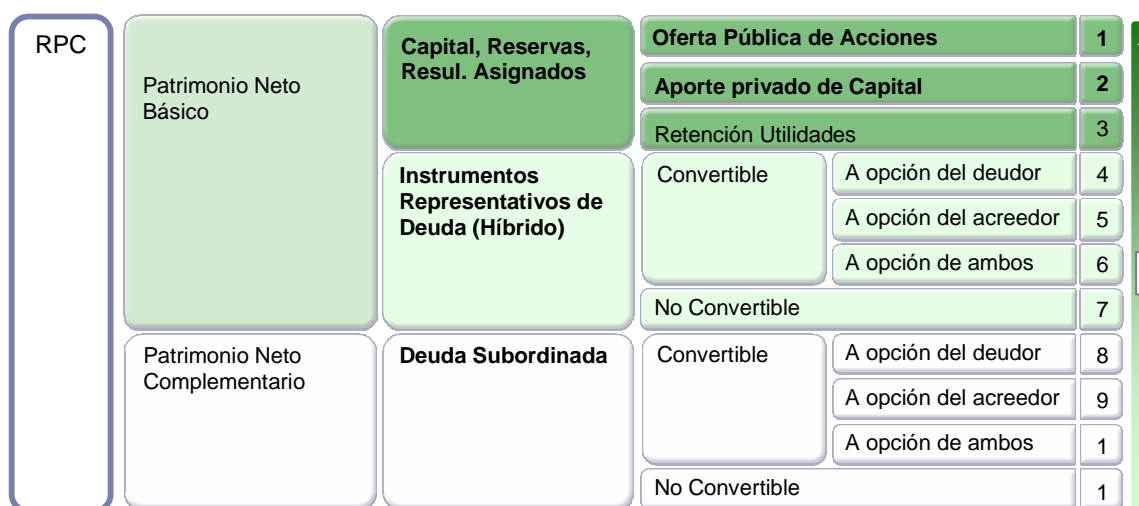 RPC
Patrimonio Neto
Básico
Capital, Reservas,
Resul. Asignados
Oferta Pública de Acciones 1
Aporte privado de Capital 2
Retención Utilidades 3
Instrumentos
Representativos de
Deuda (Híbrido)
Convertible
A opción del deudor 4
A opción del acreedor 5
A opción de ambos 6
No Convertible 7
Patrimonio Neto
Complementario
Deuda Subordinada
Convertible
A opción del deudor 8
A opción del acreedor 9
A opción de ambos 1
No Convertible 1